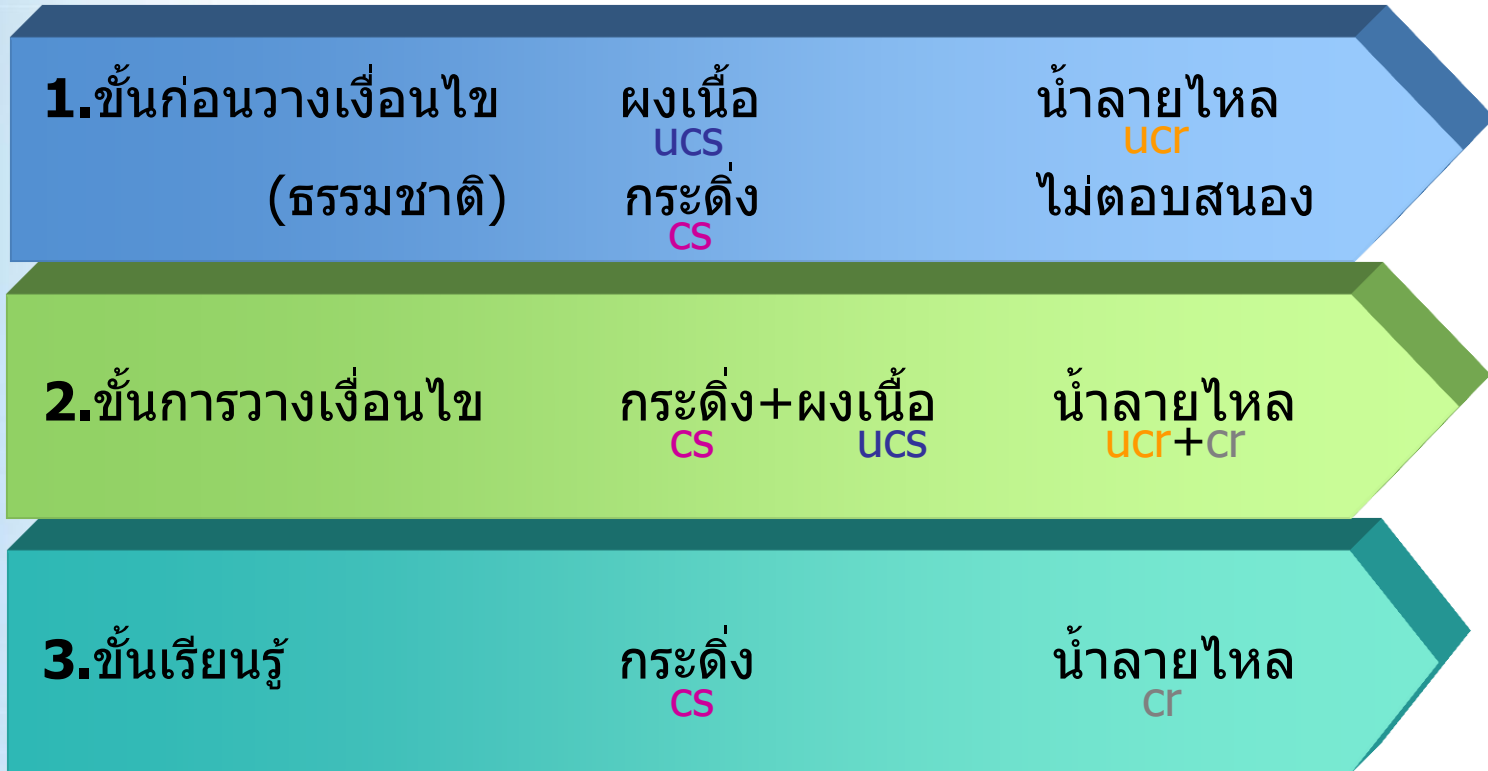 1.ขั้นก่อนวางเงื่อนไข ผงเนื้อ น้ำลายไหล
ucs ucr
(ธรรมชาติ) กระดิ่ง ไม่ตอบสนอง
cs
2.ขั้นการวางเงื่อนไข กระดิ่ง+ผงเนื้อ น้ำลายไหล
cs ucs ucr+cr
3.ขั้นเรียนรู้ กระดิ่ง น้ำลายไหล
cs cr